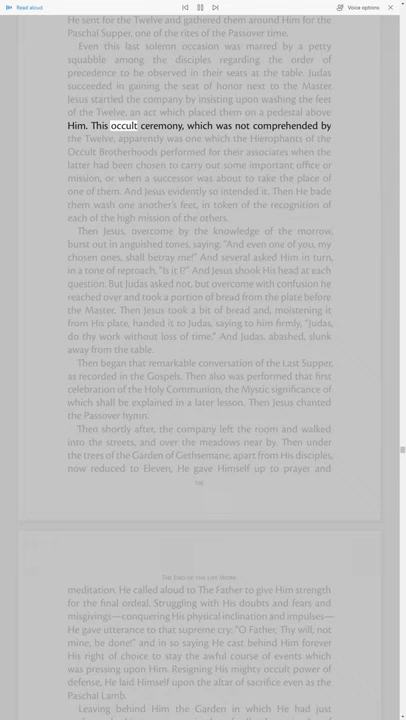 Read aloud
Voice options
He sent for the Twelve and gathered them around Him for the
Paschal Supper, one of the rites of the Passover time.
Even this last solemn occasion was marred by a petty
squabble among the disciples regarding the order of
precedence to be observed in their seats at the table. Judas
succeeded in gaining the seat of honor next to the Master.
Jesus startled the company by insisting upon washing the feet
of the Twelve, an act which placed them on a pedestal above
Him. This occult ceremony, which was not comprehended by
the Twelve, apparently was one which the Hierophants of the
Occult Brotherhoods performed for their associates when the
latter had been chosen to carry out some important office or
mission, or when a successor was about to take the place of
one of them. And Jesus evidently so intended it. Then He bade
them wash one another's feet, in token of the recognition of
each of the high mission of the others.
Then Jesus, overcome by the knowledge of the morrow,
burst out in anguished tones, saying: "And even one of you, my
chosen ones, shall betray me!" And several asked Him in turn,
in a tone of reproach, "Is it I?" And Jesus shook His head at each
question. But Judas asked not, but overcome with confusion he
reached over and took a portion of bread from the plate before
the Master. Then Jesus took a bit of bread and, moistening it
from His plate, handed it to Judas, saying to him firmly, "Judas,
do thy work without loss of time." And Judas, abashed, slunk
away from the table.
Then began that remarkable conversation of the Last Supper,
as recorded in the Gospels. Then also was performed that first
celebration of the Holy Communion, the Mystic significance of
which shall be explained in a later lesson. Then Jesus chanted
the Passover hymn.
Then shortly after, the company left the room and walked
into the streets, and over the meadows near by. Then under
the trees of the Garden of Gethsemane, apart from His disciples,
now reduced to Eleven, He gave Himself up to prayer and
The End of the Life Work
meditation. He called aloud to The Father to give Him strength
for the final ordeal. Struggling with His doubts and fears and
misgivings—conquering His physical inclination and impulses—
He gave utterance to that supreme cry: "O Father, Thy will, not
mine, be done!" and in so saying He cast behind Him forever
His right of choice to stay the awful course of events which
was pressing upon Him. Resigning His mighty occult power of
defense, He laid Himself upon the altar of sacrifice even as the
Paschal Lamb.
Leaving behind Him the Garden in which He had just